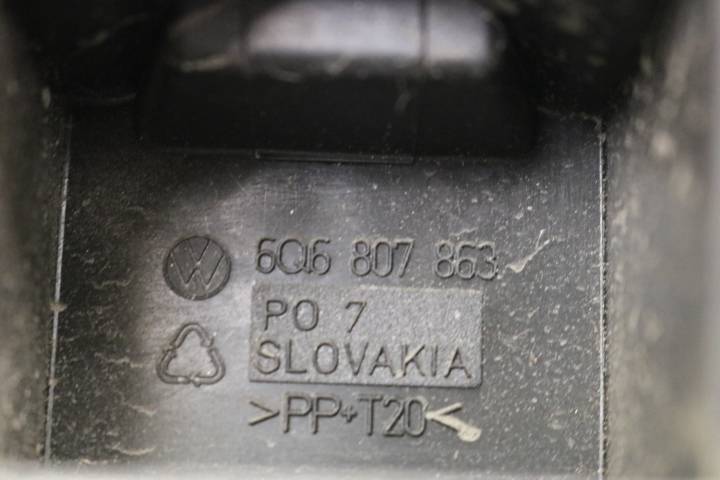 6Q6 807 863
PO 7
SLOVAKIA
>PP+T20<